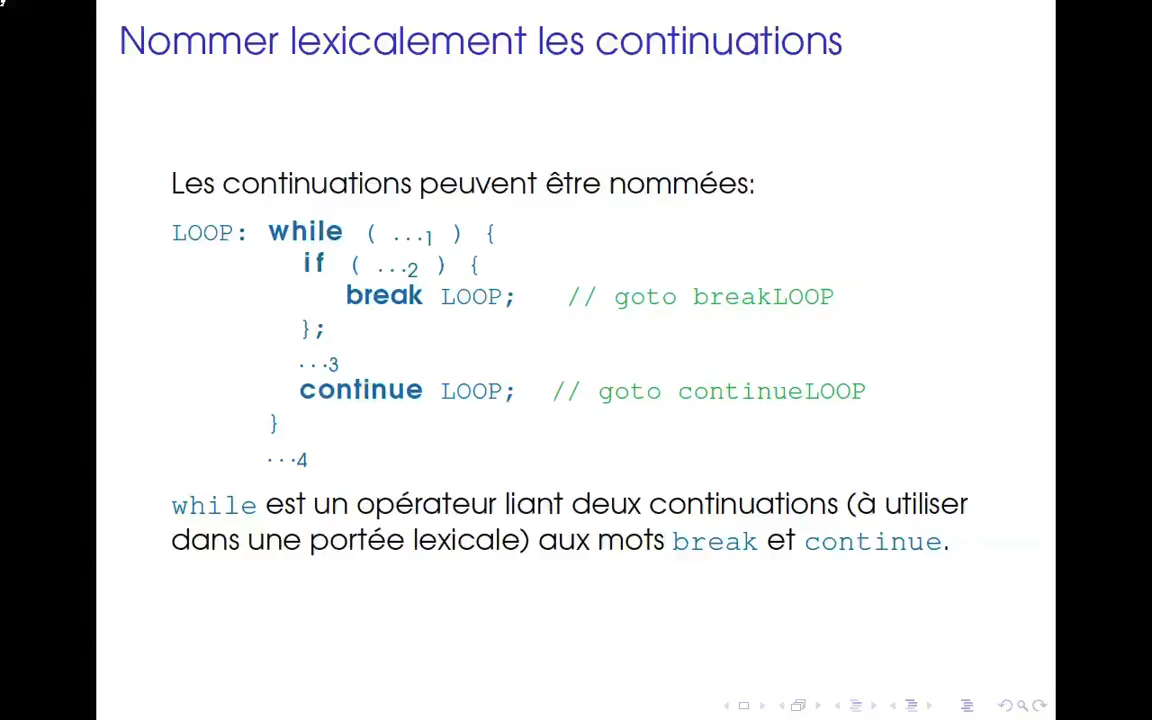 Nommer lexicalement les continuations
Les continuations peuvent être nommées:
LOOP: while ( ...1 ) {
if ( ...2 ) {
break LOOP; // goto breakLOOP
};
...3
continue LOOP; // goto continueLOOP
}
...4
while est un opérateur liant deux continuations (à utiliser
dans une portée lexicale) aux mots break et continue.